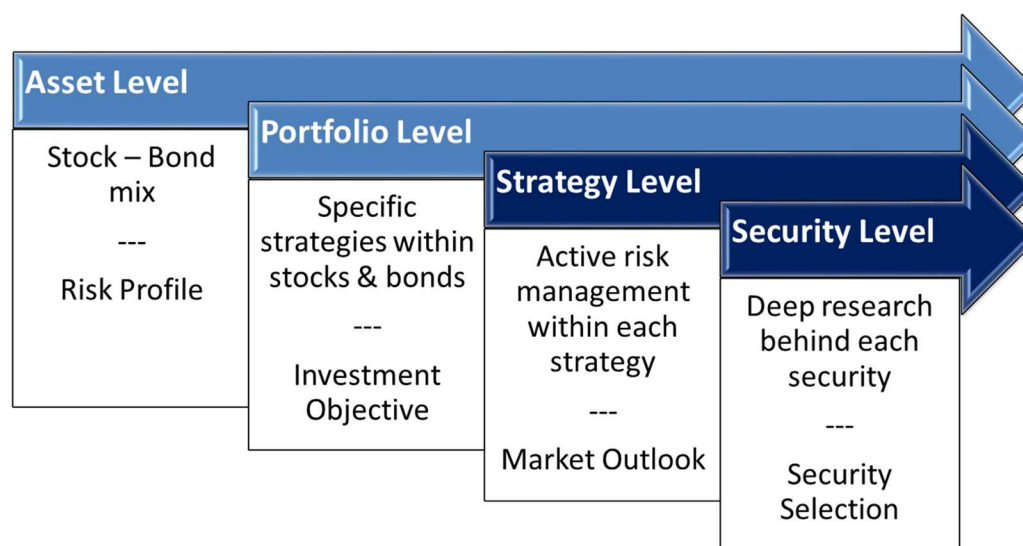 Asset Level
Stock – Bond
mix
---
Risk Profile
Portfolio Level
Specific
strategies within
stocks & bonds
---
Investment
Objective
Strategy Level
Active risk
management
within each
strategy
---
Market Outlook
Security Level
Deep research
behind each
security
---
Security
Selection